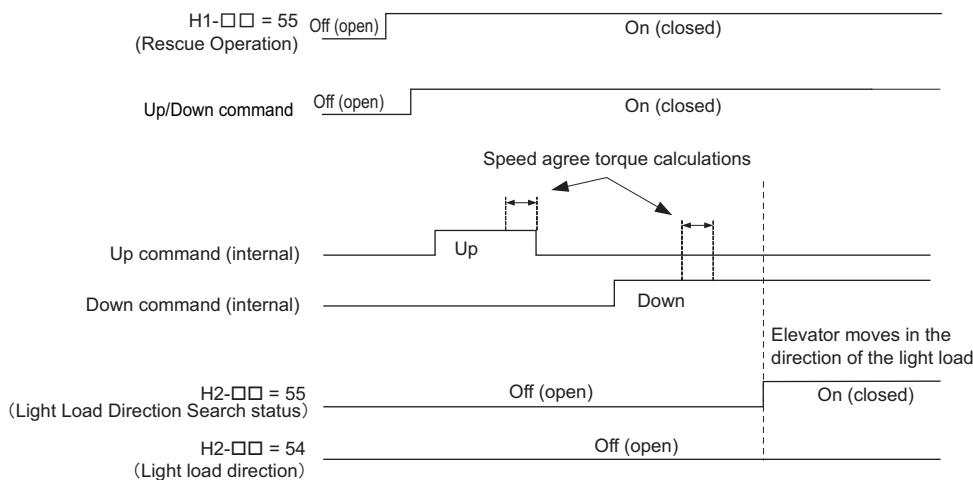 H1-□□ = 55
(Rescue Operation)
Off (open)
On (closed)
Up/Down command
Off (open)
On (closed)
Speed agree torque calculations
Up command (internal)
Up
Down command (internal)
Down
Elevator moves in the
direction of the light load
H2-□□ = 55
（Light Load Direction Search status）
Off (open)
On (closed)
H2-□□ = 54
（Light load direction）
Off (open)